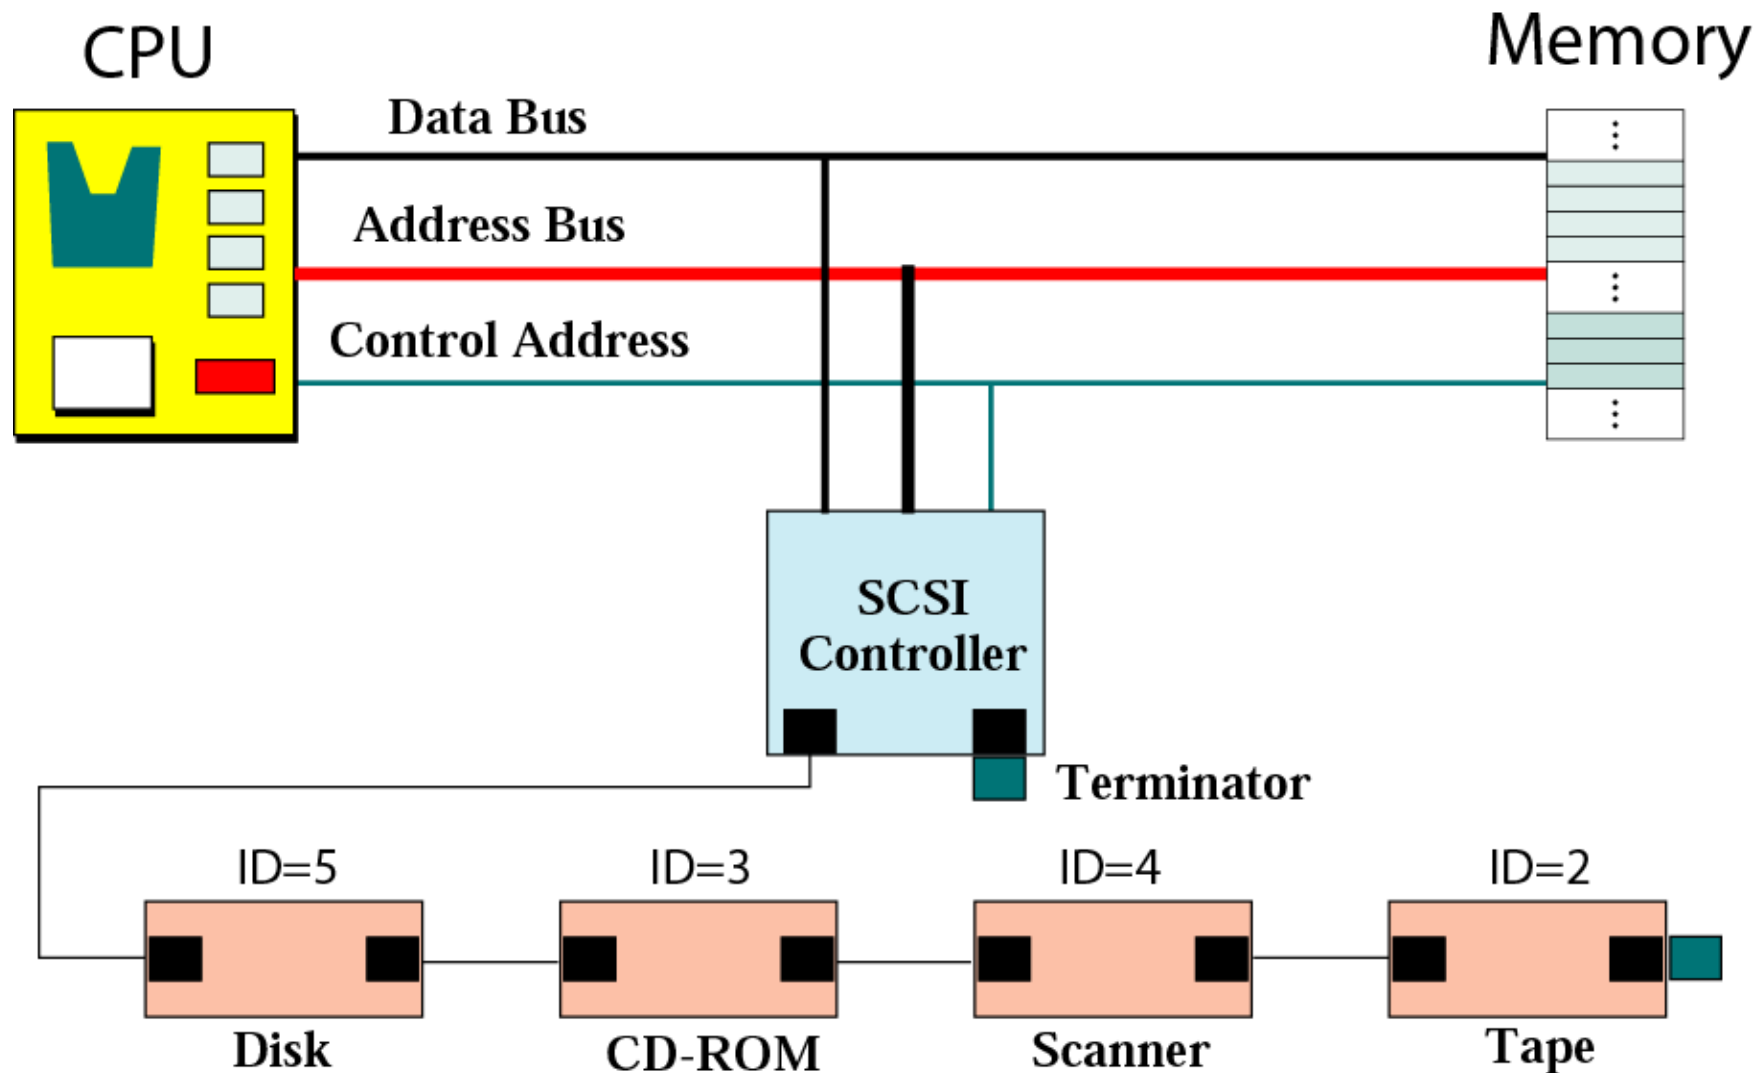 CPU
Memory
Data Bus
Address Bus
Control Address
SCSI
Controller
Terminator
ID=5
ID=3
ID=4
ID=2
Disk
CD-ROM
Scanner
Tape